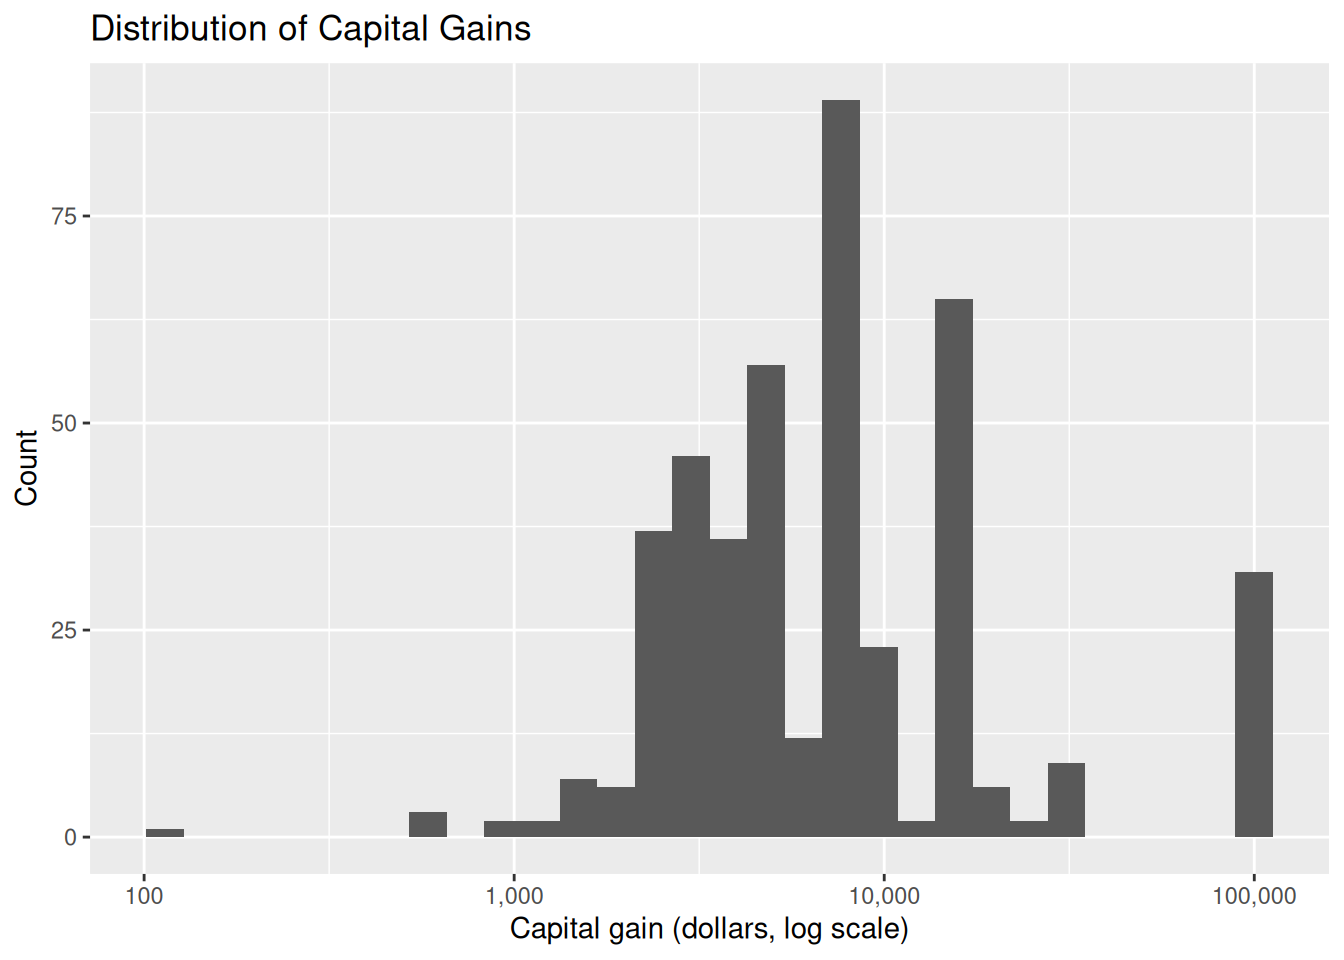 Distribution of Capital Gains
75
50
25
0
Count
100
1,000
10,000
100,000
Capital gain (dollars, log scale)